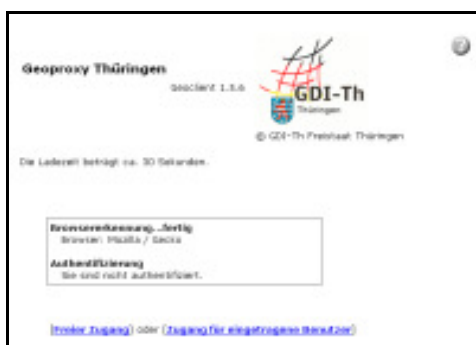 Geoproxy Thüringen
Geoclient 1.5.6
GDI-Th
Thüringen
© GDI-Th Freistaat Thüringen
Die Ladezeit beträgt ca. 30 Sekunden.
Browsererkennung...fertig
Browser: Mozilla / Gecko
Authentifizierung
Sie sind nicht authentifiziert.
[Freier Zugang] oder [Zugang für eingetragene Benutzer]